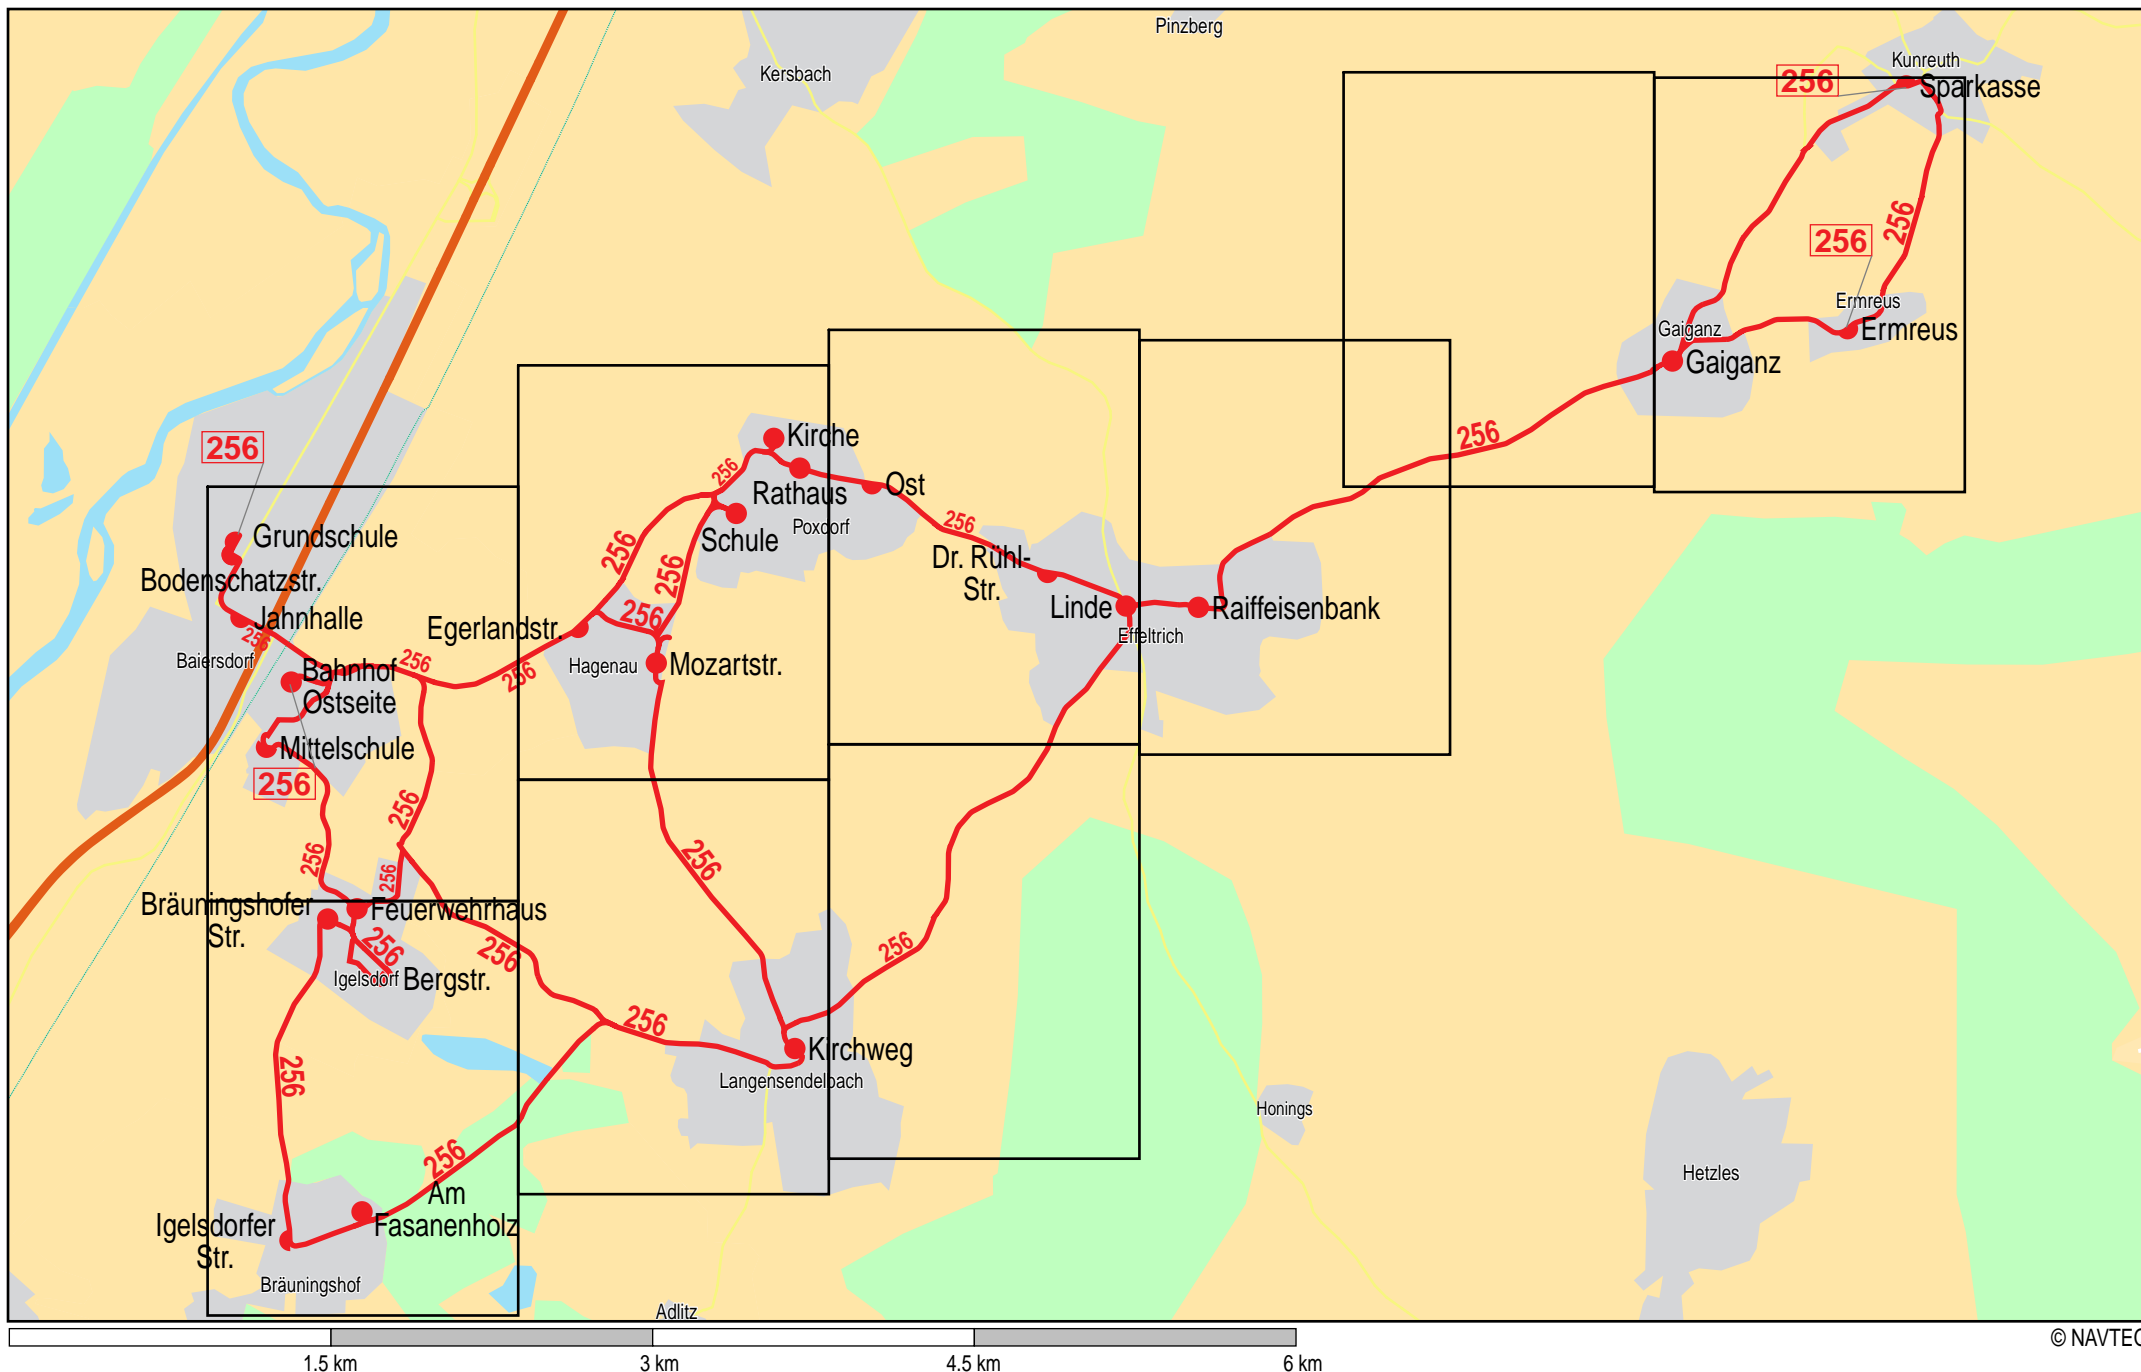 Pinzberg
Kersbach
Kunreuth
256
Sparkasse
256
256
Ermreus
Ermreus
Gaiganz
Gaiganz
256
256
Kirche
256
Rathaus
Ost
Poxdorf
Schule
256
Dr. Rühl-
Str.
Linde
Raiffeisenbank
Effeltrich
Grundschule
Bodenschatzstr.
Jahnhalle
256
Baiersdorf
Bahnhof
Ostseite
Mittelschule
256
256
256
256
256
256
Egerlandstr.
Hagenau
Mozartstr.
256
256
256
256
Bräuningshofer
Str.
Feuerwehrhaus
256
Igelsdorf
Bergstr.
256
256
256
256
Kirchweg
Langensendelbach
256
Honings
Hetzles
256
Am
Fasanenholz
Igelsdorfer
Str.
Bräuningshof
Adlitz
© NAVTEQ
1.5 km
3 km
4.5 km
6 km